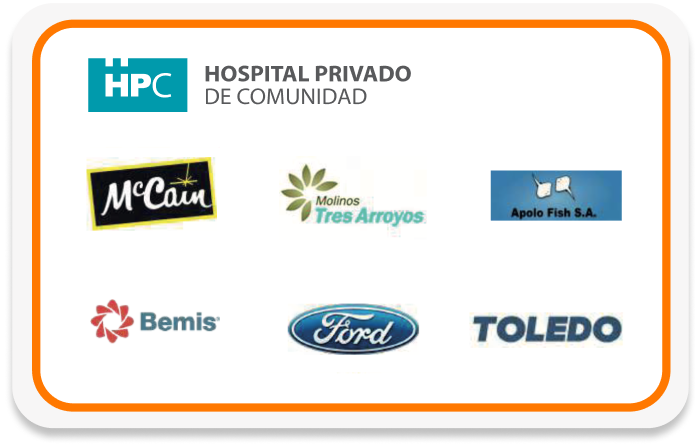 HPC HOSPITAL PRIVADO
DE COMUNIDAD
McCain
Molinos
Tres Arroyos
Apolo Fish S.A.
Bemis
Ford
TOLEDO